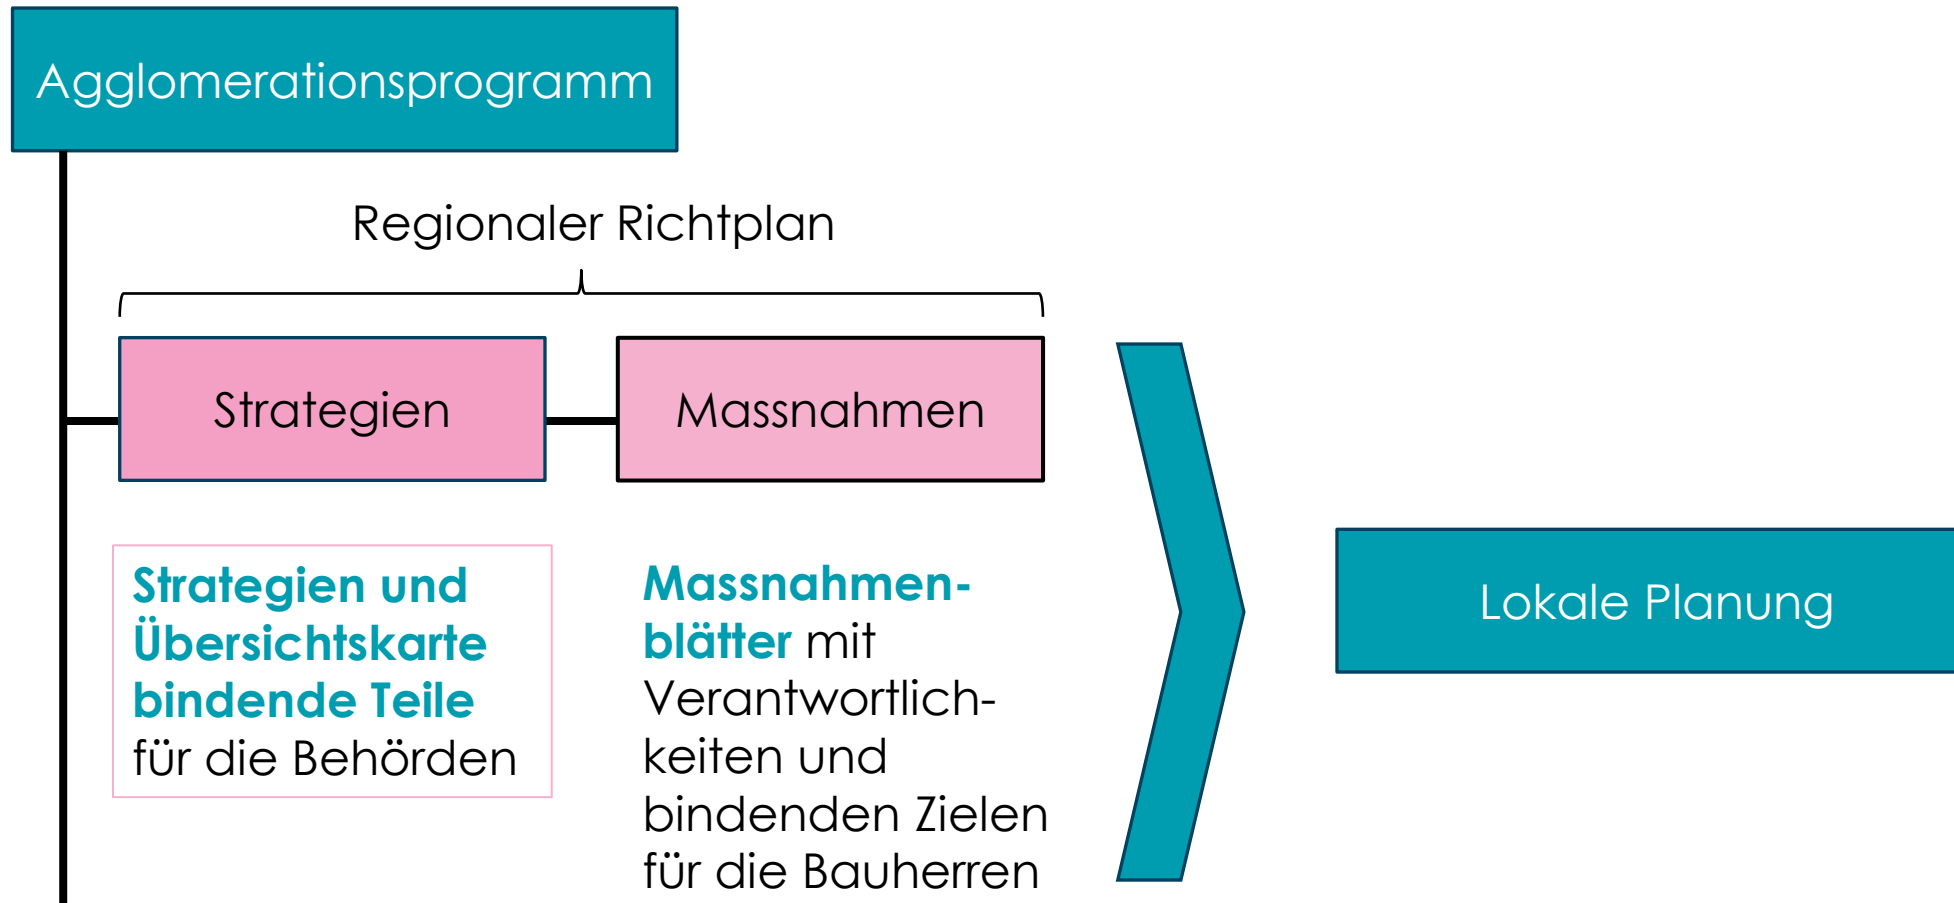 Agglomerationsprogramm
Regionaler Richtplan
Strategien
Massnahmen
Strategien und
Übersichtskarte
bindende Teile
für die Behörden
Massnahmen-
blätter mit
Verantwortlich-
keiten und
bindenden Zielen
für die Bauherren
Lokale Planung